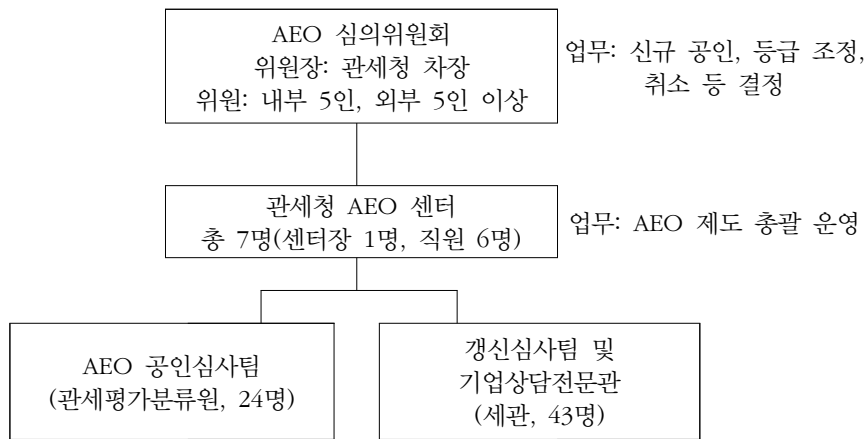 AEO 심의위원회
위원장: 관세청 차장
위원: 내부 5인, 외부 5인 이상
업무: 신규 공인, 등급 조정,
취소 등 결정
관세청 AEO 센터
총 7명(센터장 1명, 직원 6명)
업무: AEO 제도 총괄 운영
AEO 공인심사팀
(관세평가분류원, 24명)
갱신심사팀 및
기업상담전문관
(세관, 43명)